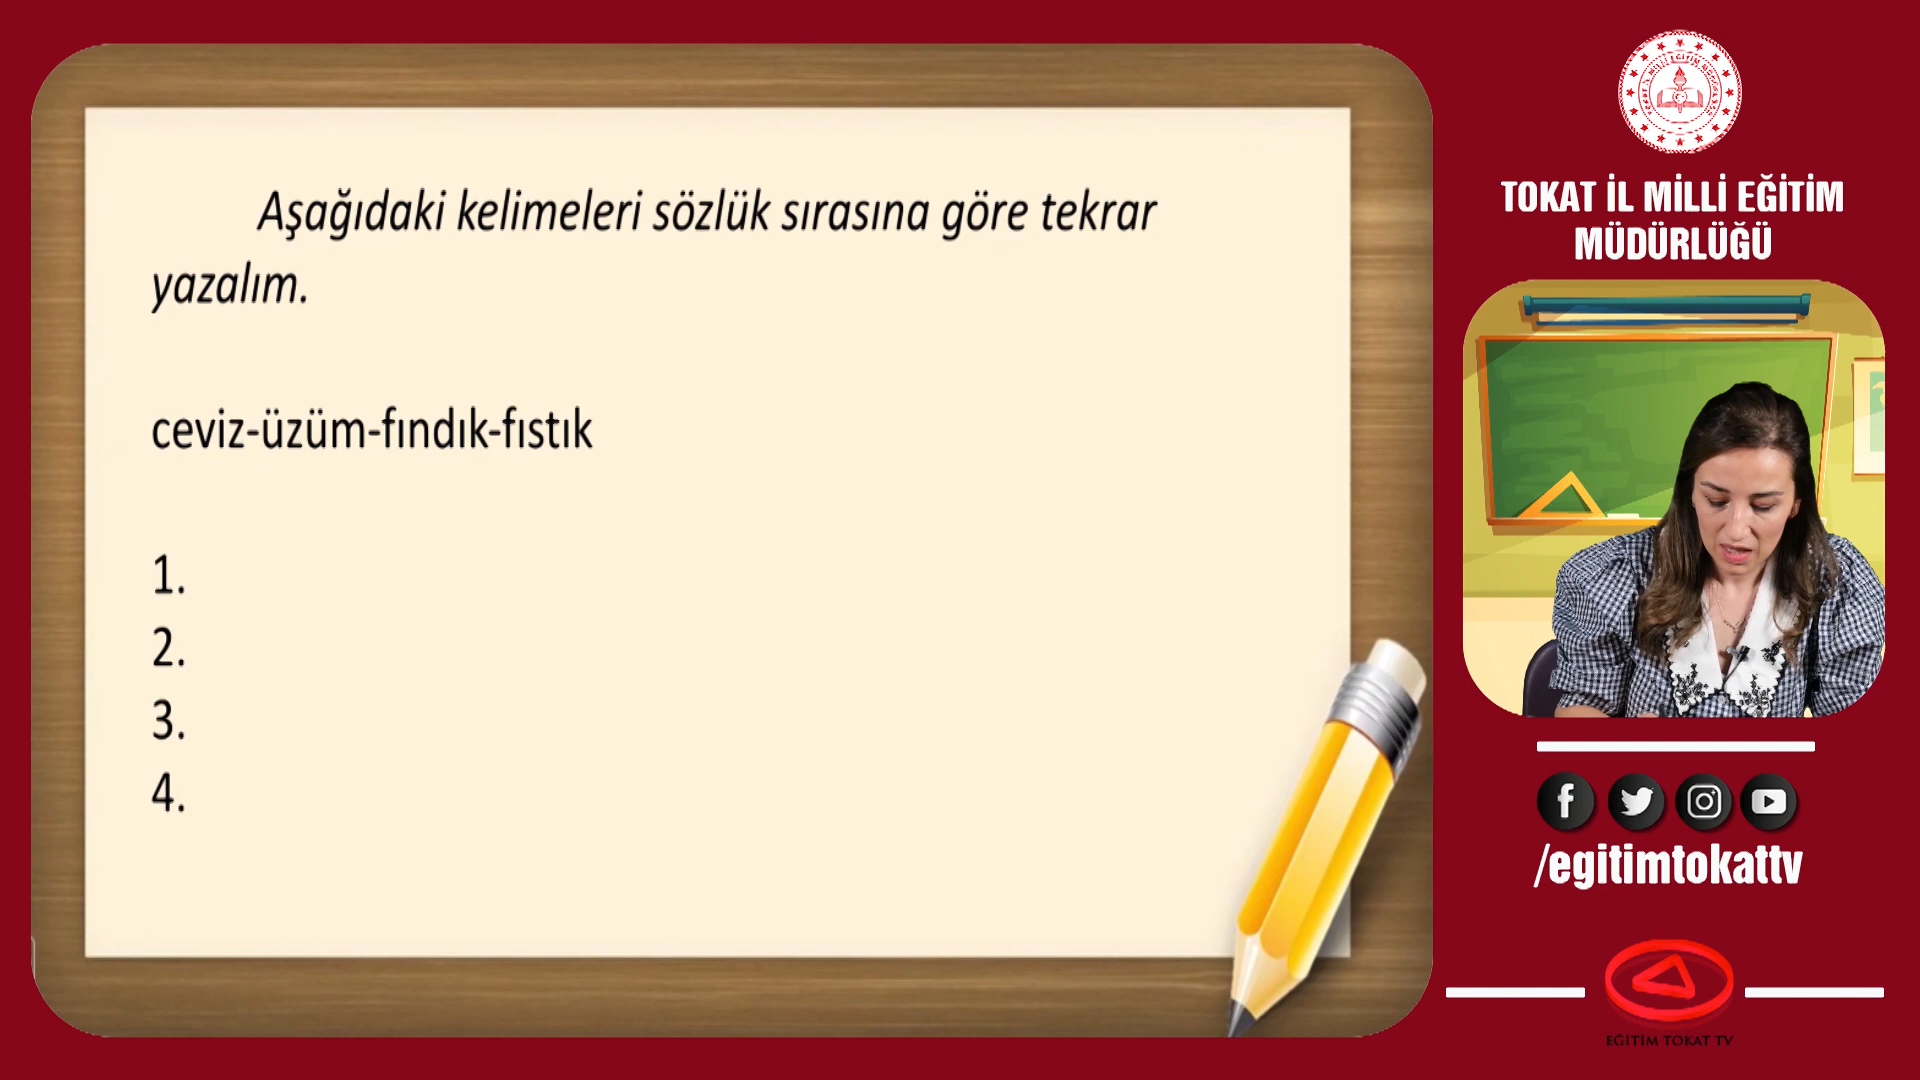 Aşağıdaki kelimeleri sözlük sırasına göre tekrar
yazalım.
ceviz-üzüm-fındık-fıstık
1.
2.
3.
4.
TOKAT İL MİLLİ EĞİTİM
MÜDÜRLÜĞÜ
/egitimtokattv
EĞİTİM TOKAT TV